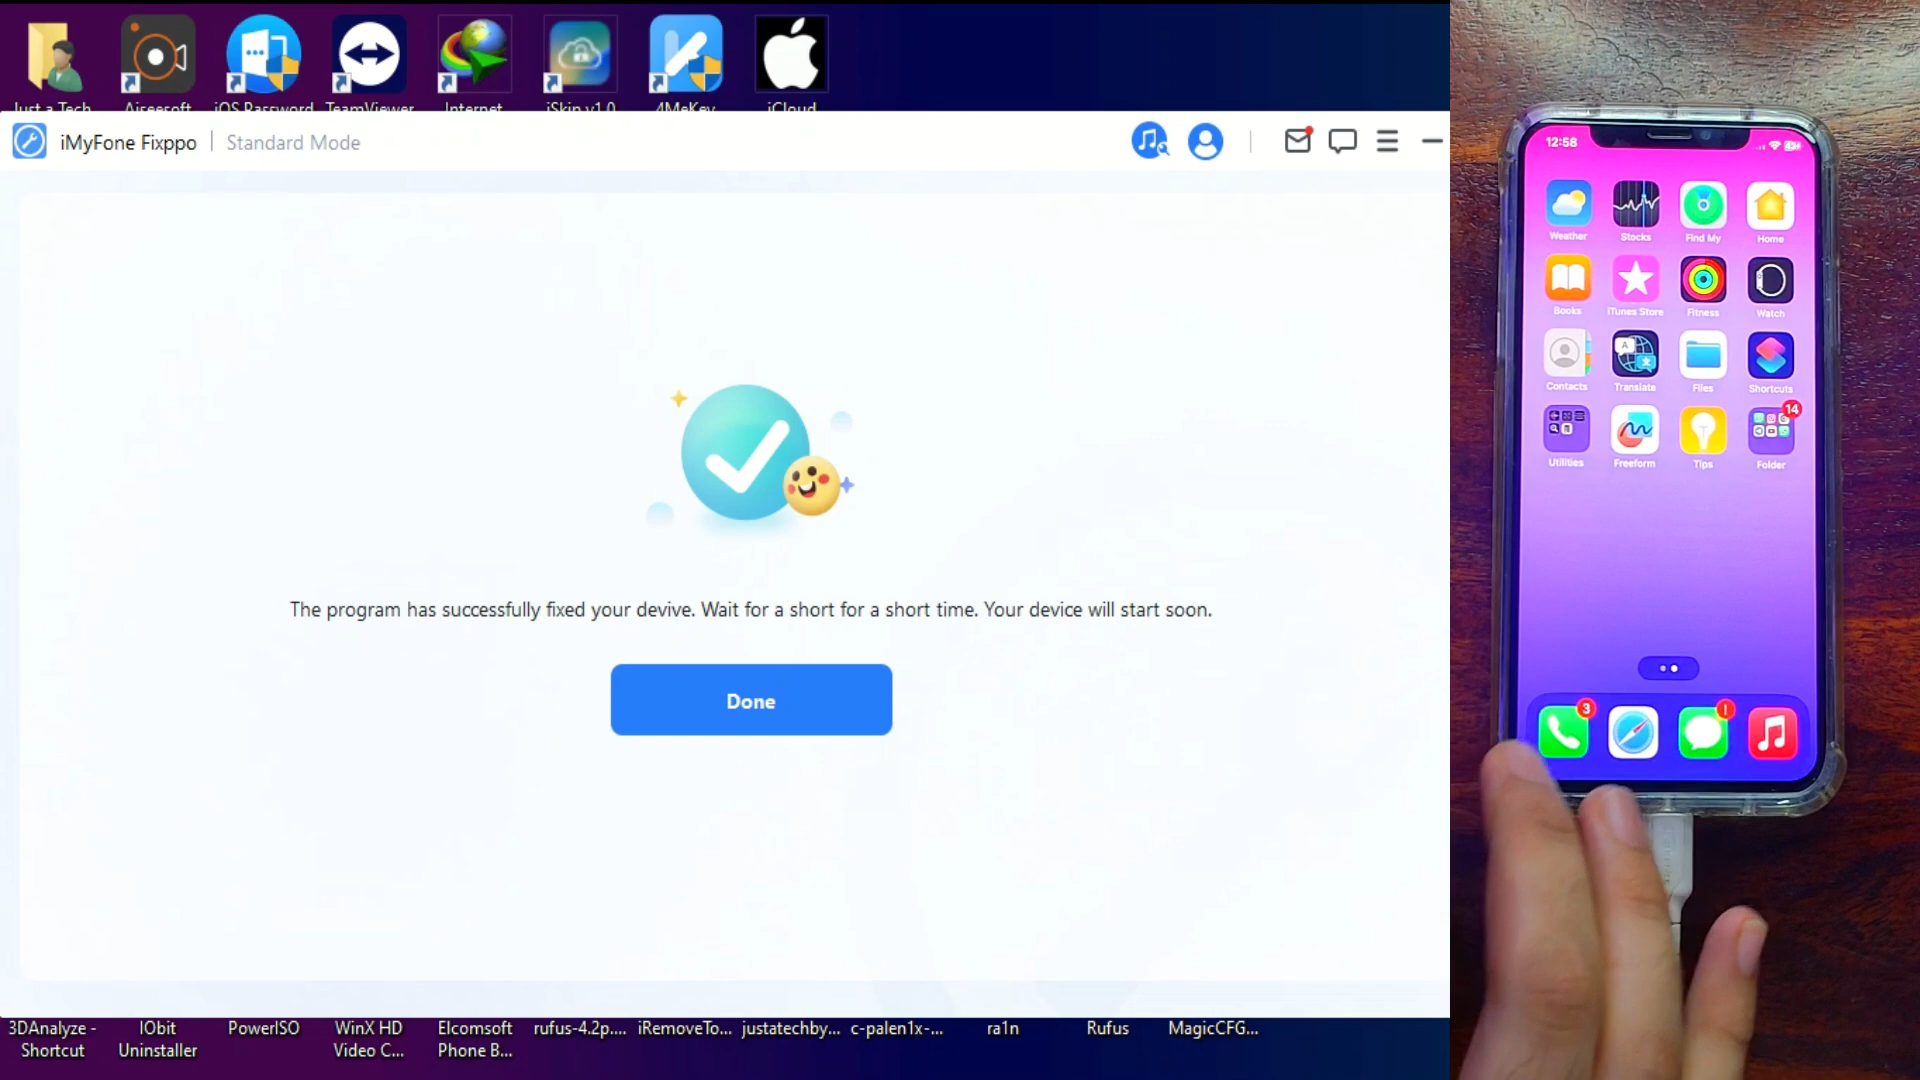 Just a Tech
Aiseesoft
iOS Password
TeamViewer
Internet
iSkin v1.0
4MeKey
iCloud
iMyFone Fixppo | Standard Mode
The program has successfully fixed your devive. Wait for a short for a short time. Your device will start soon.
Done
3DAnalyze -
Shortcut
IObit
Uninstaller
PowerISO
WinX HD
Video C...
Elcomsoft
Phone B...
rufus-4.2p....
iRemoveTo...
justatechby...
c-palen1x-...
ra1n
Rufus
MagicCFG...
12:58
Weather
Stocks
Find My
Home
Books
iTunes Store
Fitness
Watch
Contacts
Translate
Files
Shortcuts
14
Utilities
Freeform
Tips
Folder
3
!